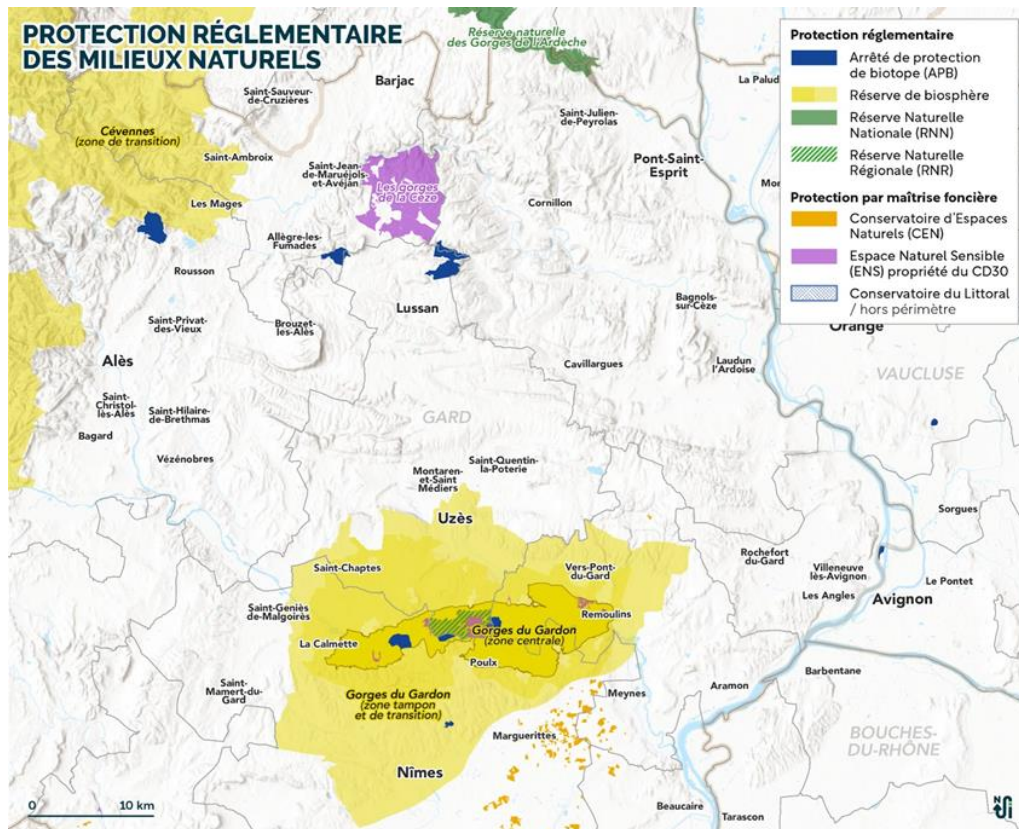 PROTECTION RÉGLEMENTAIRE
DES MILIEUX NATURELS
Réserve naturelle
des Gorges de l'Ardèche
Protection réglementaire
Arrêté de protection
de biotope (APB)
Réserve de biosphère
Réserve Naturelle
Nationale (RNN)
Réserve Naturelle
Régionale (RNR)
Protection par maîtrise foncière
Conservatoire d'Espaces
Naturels (CEN)
Espace Naturel Sensible
(ENS) propriété du CD30
Conservatoire du Littoral
/ hors périmètre
Barjac
La Palud
Saint-Sauveur-
de-Cruzières
Saint-Julien-
de-Peyrolas
Cévennes
(zone de transition)
Saint-Ambroix
Saint-Jean-
de-Maruéjols-
et-Avéjan
Pont-Saint-
Esprit
Mor
Les gorges
de la Cèze
Les Mages
Cornillon
Allègre-les-
Fumades
Rousson
Lussan
Bagnols-
sur-Cèze
Saint-Privat-
des-Vieux
Brouzet-
les-Alès
Orange
Alès
Cavillargues
Laudun
l'Ardoise
VAUCLUSE
Saint-
Christol-
lès-Alès
Saint-Hilaire-
de-Brethmas
GARD
Bagard
Vézénobres
Saint-Quentin-
la-Poterie
Montaren-
et-Saint
Médiers
Uzès
Sorgues
Rochefort
du-Gard
Saint-Chaptes
Vers-Pont-
du-Gard
Villeneuve
lès-Avignon
Le Pontet
Les Angles
Avignon
Saint-Geniès
de-Malgoirès
Remoulins
La Calmette
Gorges du Gardon
(zone centrale)
Poulx
Barbentane
Saint-
Mamert-du-
Gard
Gorges du Gardon
(zone tampon
et de transition)
Meynes
Aramon
Marguerittes
BOUCHES-
DU-RHÔNE
Nîmes
0 10 km
Beaucaire
Tarascon
N